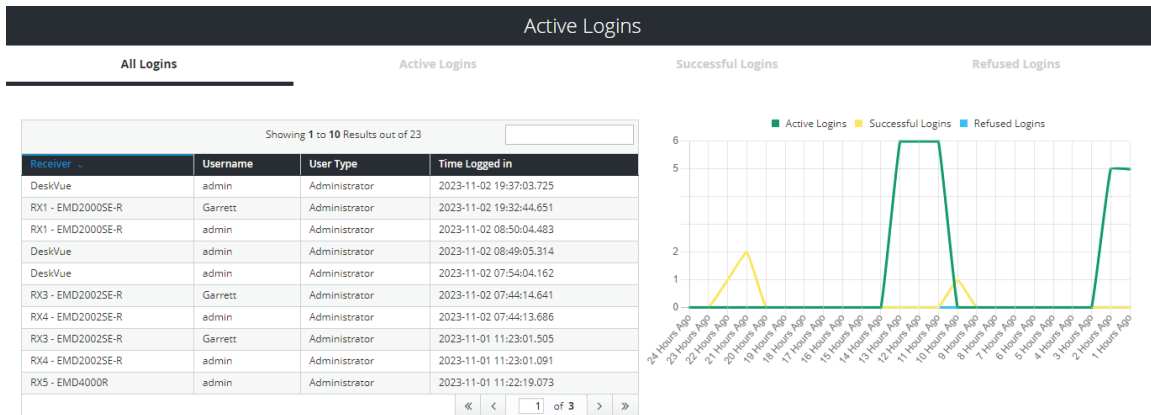 Active Logins
All Logins Active Logins Successful Logins Refused Logins
Showing 1 to 10 Results out of 23
Receiver Username User Type Time Logged in
DeskVue admin Administrator 2023-11-02 19:37:03.725
RX1 - EMD2000SE-R Garrett Administrator 2023-11-02 19:32:44.651
RX1 - EMD2000SE-R admin Administrator 2023-11-02 08:50:04.483
DeskVue admin Administrator 2023-11-02 08:49:05.314
DeskVue admin Administrator 2023-11-02 07:54:04.162
RX3 - EMD2002SE-R Garrett Administrator 2023-11-02 07:44:14.641
RX4 - EMD2002SE-R admin Administrator 2023-11-02 07:44:13.686
RX3 - EMD2002SE-R Garrett Administrator 2023-11-01 11:23:01.505
RX4 - EMD2002SE-R admin Administrator 2023-11-01 11:23:01.091
RX5 - EMD4000R admin Administrator 2023-11-01 11:22:19.073
« < 1 of 3 > »
Active Logins Successful Logins Refused Logins
6
5
2
1
0
24 Hours Ago
23 Hours Ago
22 Hours Ago
21 Hours Ago
20 Hours Ago
19 Hours Ago
18 Hours Ago
17 Hours Ago
16 Hours Ago
15 Hours Ago
14 Hours Ago
13 Hours Ago
12 Hours Ago
11 Hours Ago
10 Hours Ago
9 Hours Ago
8 Hours Ago
7 Hours Ago
6 Hours Ago
5 Hours Ago
4 Hours Ago
3 Hours Ago
2 Hours Ago
1 Hours Ago